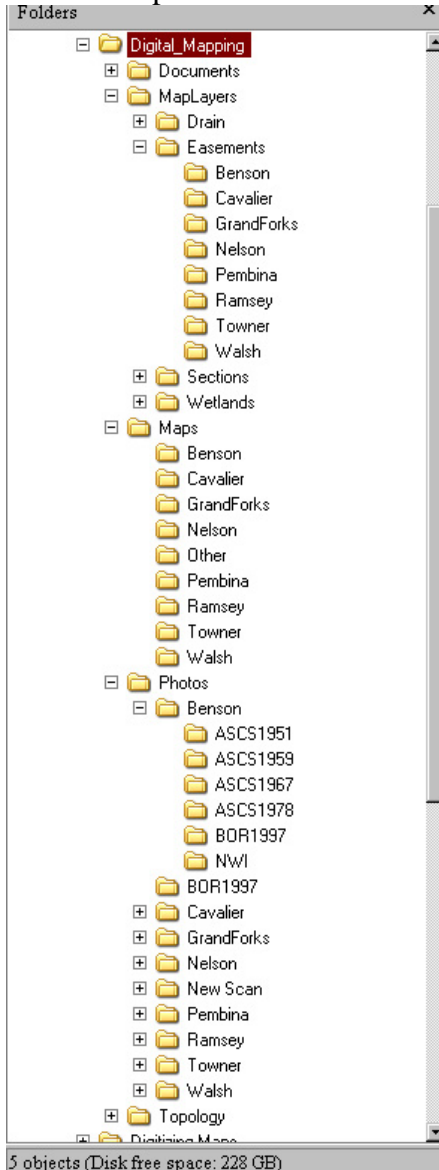 Folders
Digital_Mapping
Documents
MapLayers
Drain
Easements
Benson
Cavalier
GrandForks
Nelson
Pembina
Ramsey
Towner
Walsh
Sections
Wetlands
Maps
Benson
Cavalier
GrandForks
Nelson
Other
Pembina
Ramsey
Towner
Walsh
Photos
Benson
ASCS1951
ASCS1959
ASCS1967
ASCS1978
BOR1997
NWI
BOR1997
Cavalier
GrandForks
Nelson
New Scan
Pembina
Ramsey
Towner
Walsh
Topology
Digitizing Maps
5 objects (Disk free space: 228 GB)